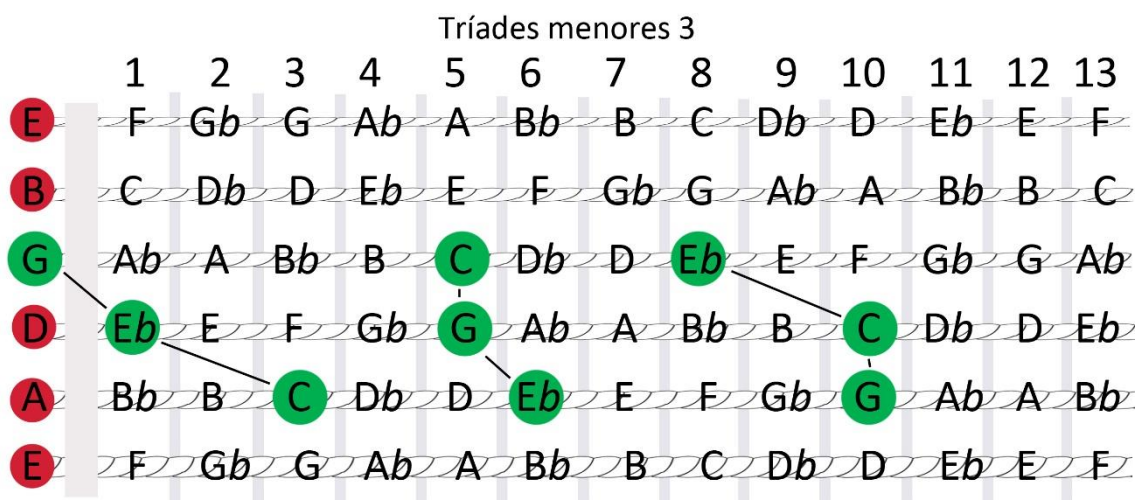 Tríades menores 3
1 2 3 4 5 6 7 8 9 10 11 12 13
E F Gb G Ab A Bb B C Db D Eb E F
B C Db D Eb E F Gb G Ab A Bb B C
G Ab A Bb B C Db D Eb E F Gb G Ab
D Eb E F Gb G Ab A Bb B C Db D Eb
A Bb B C Db D Eb E F Gb G Ab A Bb
E F Gb G Ab A Bb B C Db D Eb E F